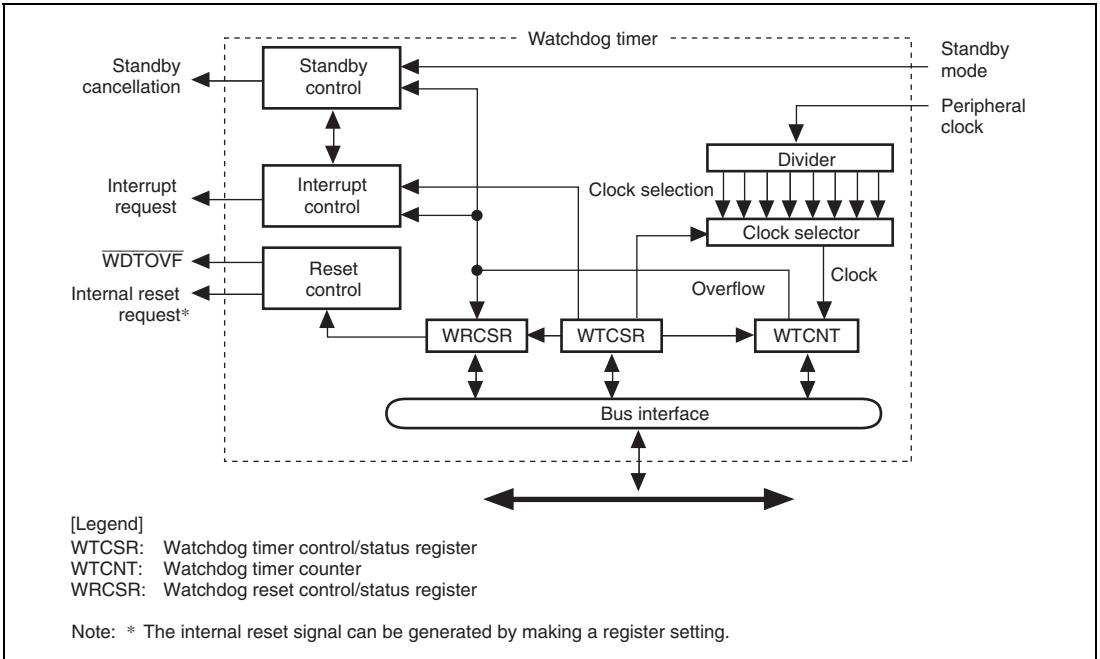 Watchdog timer
Standby
cancellation
Standby
control
Standby
mode
Peripheral
clock
Divider
Interrupt
request
Interrupt
control
Clock selection
Clock selector
WDTOVF
Internal reset
request*
Reset
control
Overflow
Clock
WRCSR
WTCSR
WTCNT
Bus interface
[Legend]
WTCSR: Watchdog timer control/status register
WTCNT: Watchdog timer counter
WRCSR: Watchdog reset control/status register
Note: * The internal reset signal can be generated by making a register setting.